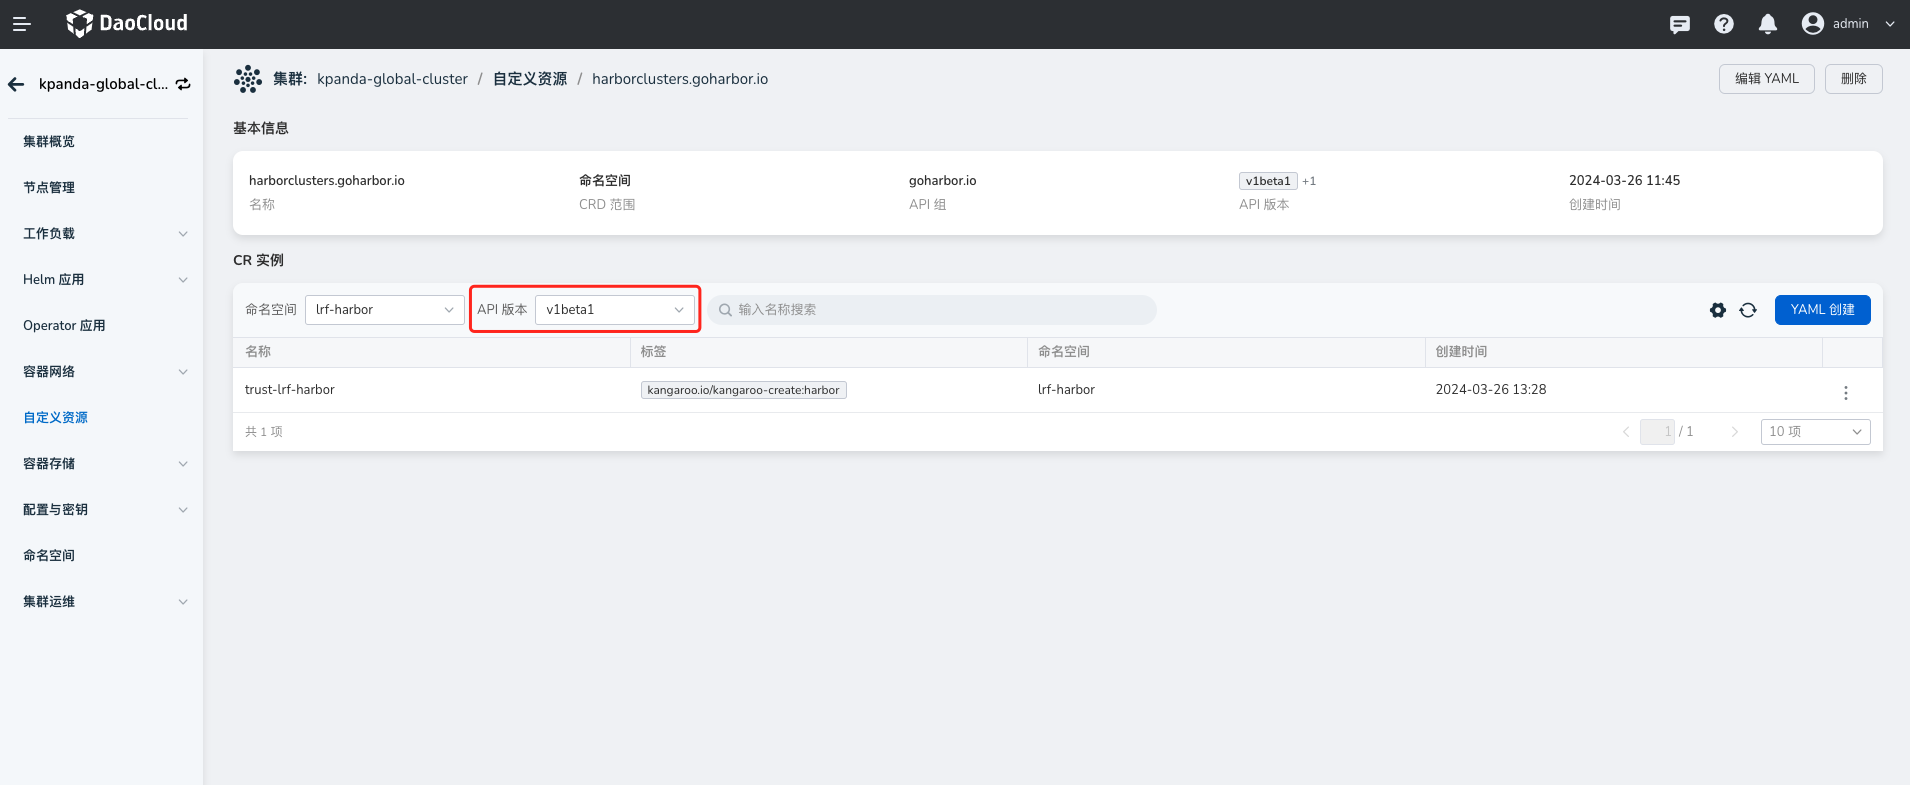 DaoCloud
admin
kpanda-global-cl...
集群概览
节点管理
工作负载
Helm 应用
Operator 应用
容器网络
自定义资源
容器存储
配置与密钥
命名空间
集群运维
集群: kpanda-global-cluster / 自定义资源 / harborclusters.goharbor.io
编辑 YAML 删除
基本信息
harborclusters.goharbor.io 命名空间 goharbor.io v1beta1 +1 2024-03-26 11:45
名称 CRD 范围 API 组 API 版本 创建时间
CR 实例
命名空间 lrf-harbor API 版本 v1beta1 输入名称搜索 YAML 创建
名称 标签 命名空间 创建时间
trust-lrf-harbor kangaroo.io/kangaroo-create:harbor lrf-harbor 2024-03-26 13:28
共 1 项 1 / 1 10 项